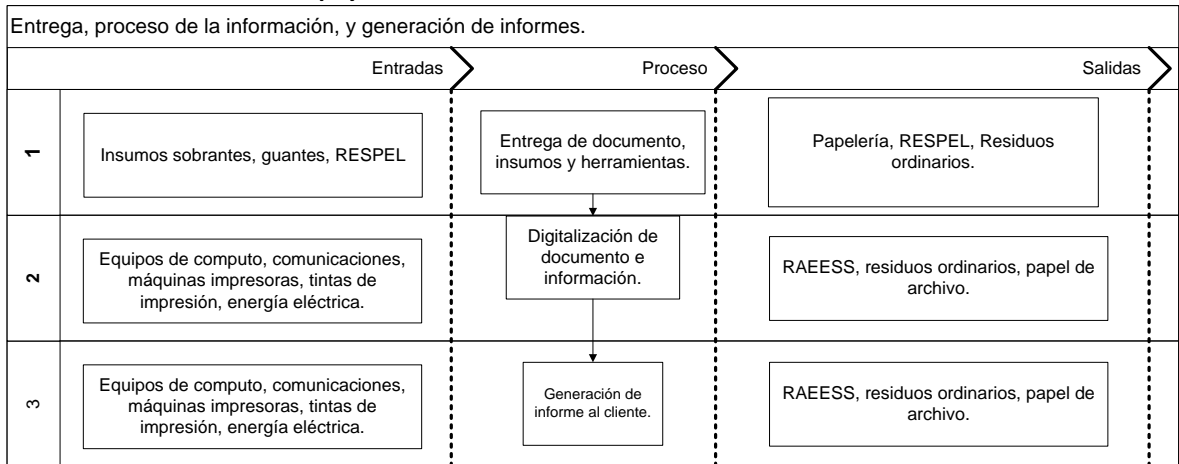 Entrega, proceso de la información, y generación de informes.
Entradas
Proceso
Salidas
1
Insumos sobrantes, guantes, RESPEL
Entrega de documento,
insumos y herramientas.
Papelería, RESPEL, Residuos
ordinarios.
2
Equipos de computo, comunicaciones,
máquinas impresoras, tintas de
impresión, energía eléctrica.
Digitalización de
documento e
información.
RAEESS, residuos ordinarios, papel de
archivo.
3
Equipos de computo, comunicaciones,
máquinas impresoras, tintas de
impresión, energía eléctrica.
Generación de
informe al cliente.
RAEESS, residuos ordinarios, papel de
archivo.